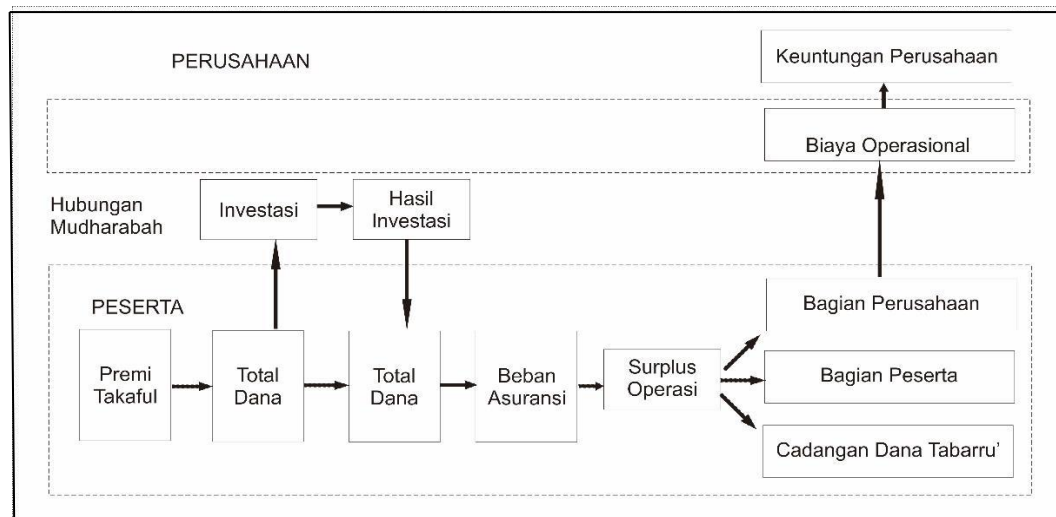 PERUSAHAAN
Keuntungan Perusahaan
Biaya Operasional
Hubungan
Mudharabah
Investasi
Hasil
Investasi
PESERTA
Premi
Takaful
Total
Dana
Total
Dana
Beban
Asuransi
Surplus
Operasi
Bagian Perusahaan
Bagian Peserta
Cadangan Dana Tabarru’